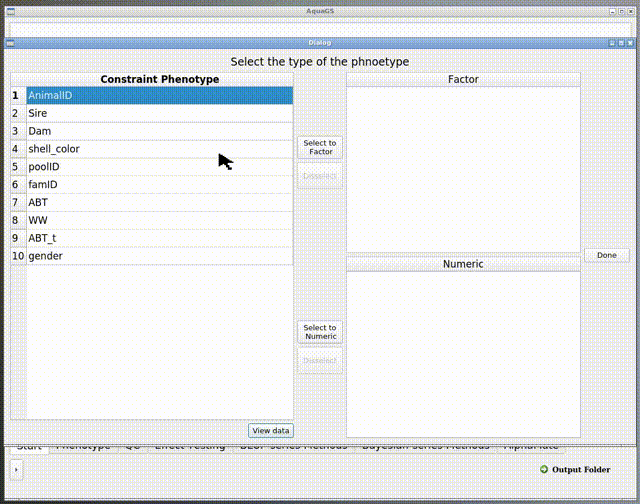 AquaGS
Dialog
Select the type of the phnoetype
Constraint Phenotype
1 AnimalID
2 Sire
3 Dam
4 shell_color
5 poolID
6 famID
7 ABT
8 WW
9 ABT_t
10 gender
View data
Select to
Factor
Disselect
Select to
Numeric
Disselect
Factor
Numeric
Done
Start Phenotype QC Effect Testing BLUP-series Methods Bayesian-series Methods AlphaMate
Output Folder